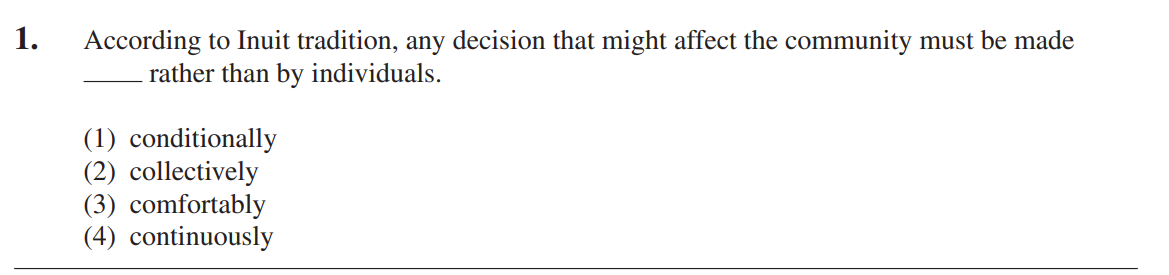 1. According to Inuit tradition, any decision that might affect the community must be made
____ rather than by individuals.
(1) conditionally
(2) collectively
(3) comfortably
(4) continuously